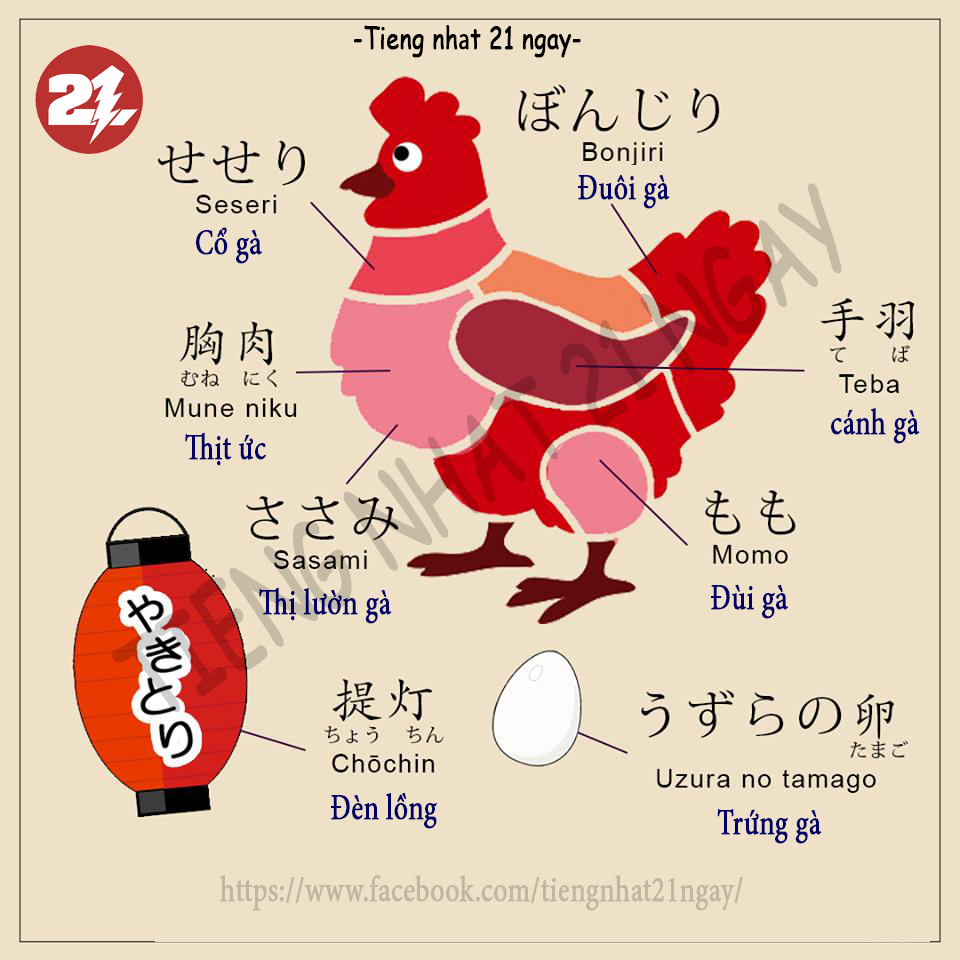 -Tieng nhat 21 ngay-
21
ぼんじり
Bonjiri
Đuôi gà
せせり
Seseri
Cổ gà
手羽
て ば
Teba
cánh gà
胸肉
むね にく
Mune niku
Thịt ức
ささみ
Sasami
Thị lườn gà
もも
Momo
Đùi gà
やきとり
提灯
ちょう ちん
Chōchin
Đèn lồng
うずらの卵
たまご
Uzura no tamago
Trứng gà
TIENG NHAT 21 NGAY
https://www.facebook.com/tiengnhat21ngay/